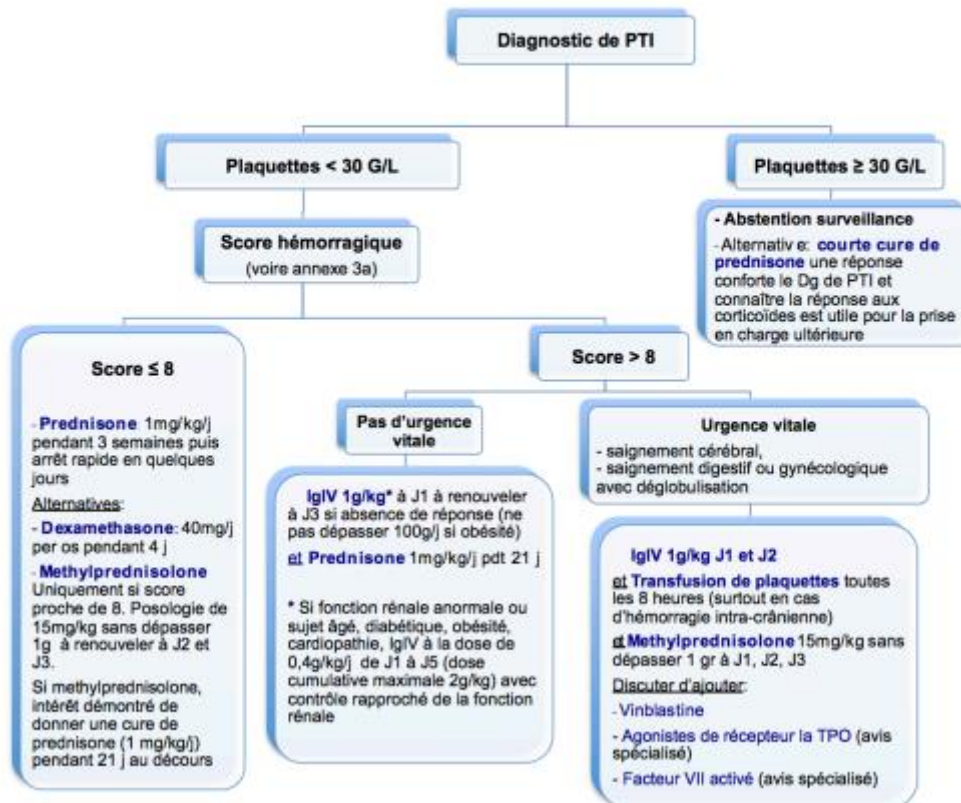 Diagnostic de PTI
Plaquettes < 30 G/L
Plaquettes ≥ 30 G/L
- Abstention surveillance
- Alternativ e: courte cure de
prednisone une réponse
conforte le Dg de PTI et
connaître la réponse aux
corticoïdes est utile pour la prise
en charge ultérieure
Score hémorragique
(voire annexe 3a)
Score ≤ 8
- Prednisone 1mg/kg/j
pendant 3 semaines puis
arrêt rapide en quelques
jours
Alternatives:
- Dexamethasone: 40mg/j
per os pendant 4 j
- Methylprednisolone
Uniquement si score
proche de 8. Posologie de
15mg/kg sans dépasser
1g à renouveler à J2 et
J3.
Si methylprednisolone,
intérêt démontré de
donner une cure de
prednisone (1 mg/kg/j)
pendant 21 j au décours
Score > 8
Pas d'urgence
vitale
IgIV 1g/kg* à J1 à renouveler
à J3 si absence de réponse (ne
pas dépasser 100g/j si obésité)
et Prednisone 1mg/kg/j pdt 21 j
* Si fonction rénale anormale ou
sujet âgé, diabétique, obésité,
cardiopathie, IgIV à la dose de
0,4g/kg/j de J1 à J5 (dose
cumulative maximale 2g/kg) avec
contrôle rapproché de la fonction
rénale
Urgence vitale
- saignement cérébral,
- saignement digestif ou gynécologique
avec déglobulisation
IgIV 1g/kg J1 et J2
et Transfusion de plaquettes toutes
les 8 heures (surtout en cas
d'hémorragie intra-crânienne)
et Methylprednisolone 15mg/kg sans
dépasser 1 gr à J1, J2, J3
Discuter d'ajouter:
- Vinblastine
- Agonistes de récepteur la TPO (avis
spécialisé)
- Facteur VII activé (avis spécialisé)